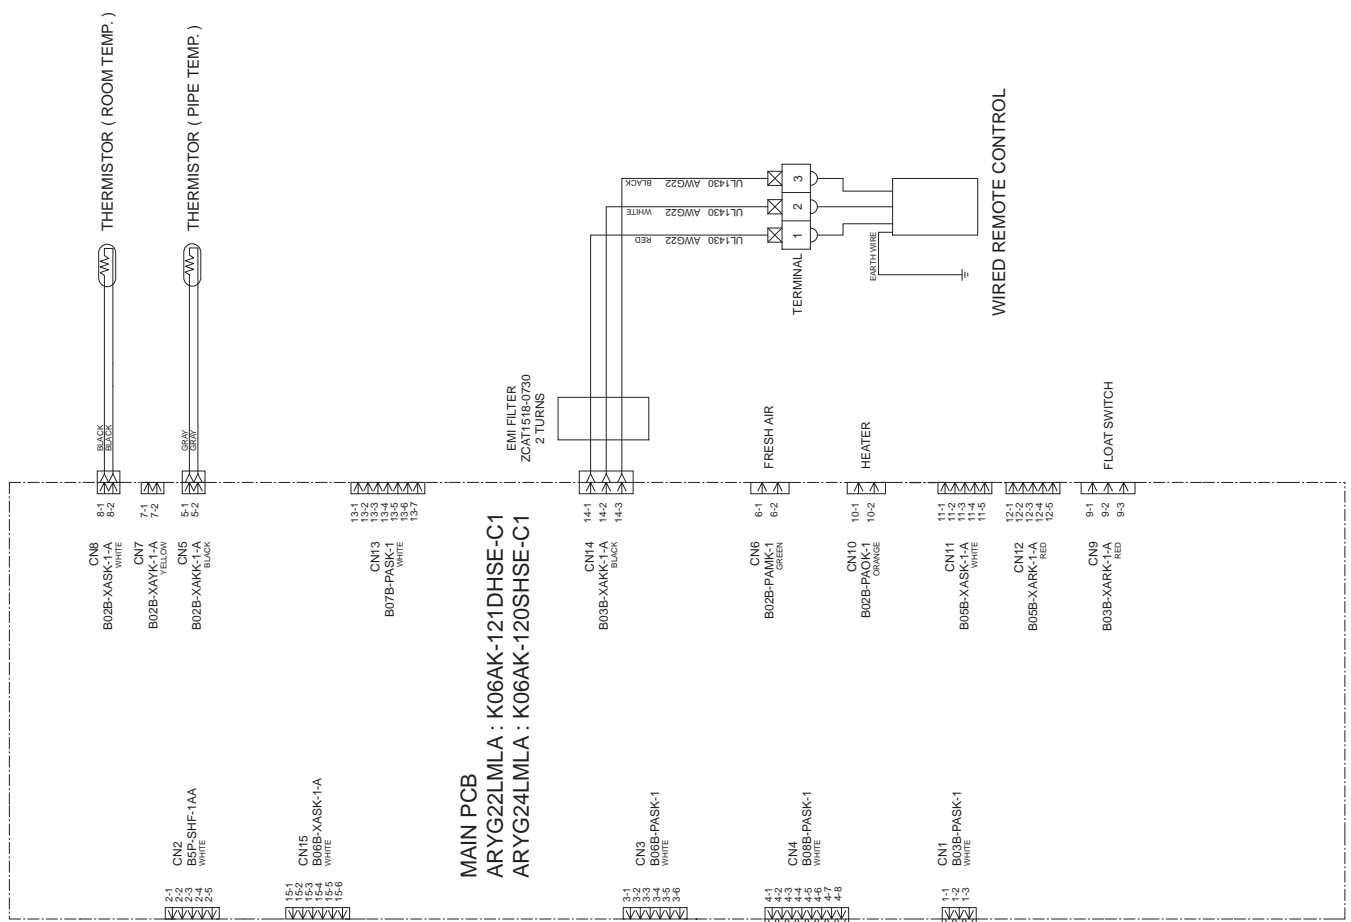 THERMISTOR ( ROOM TEMP. )
THERMISTOR ( PIPE TEMP. )
BLACK
BLACK
GRAY
GRAY
8-1
8-2
CN8
B02B-XASK-1-A
WHITE
7-1
7-2
CN7
B02B-XAYK-1-A
YELLOW
5-1
5-2
CN5
B02B-XAKK-1-A
BLACK
13-1
13-2
13-3
13-4
13-5
13-6
13-7
CN13
B07B-PASK-1
WHITE
EMI FILTER
ZCAT1518-0730
2 TURNS
14-1
14-2
14-3
CN14
B03B-XAKK-1-A
BLACK
UL1430 AWG22 RED
UL1430 AWG22 WHITE
UL1430 AWG22 BLACK
1
2
3
TERMINAL
EARTH WIRE
WIRED REMOTE CONTROL
FRESH AIR
6-1
6-2
CN6
B02B-PAMK-1
GREEN
HEATER
10-1
10-2
CN10
B02B-PAOK-1
ORANGE
11-1
11-2
11-3
11-4
11-5
CN11
B05B-XASK-1-A
WHITE
12-1
12-2
12-3
12-4
12-5
CN12
B05B-XARK-1-A
RED
FLOAT SWITCH
9-1
9-2
9-3
CN9
B03B-XARK-1-A
RED
MAIN PCB
ARYG22LMLA : K06AK-121DHSE-C1
ARYG24LMLA : K06AK-120SHSE-C1
CN2
B5P-SHF-1AA
WHITE
2-1
2-2
2-3
2-4
2-5
CN15
B06B-XASK-1-A
WHITE
15-1
15-2
15-3
15-4
15-5
15-6
CN3
B06B-PASK-1
WHITE
3-1
3-2
3-3
3-4
3-5
3-6
CN4
B08B-PASK-1
WHITE
4-1
4-2
4-3
4-4
4-5
4-6
4-7
4-8
CN1
B03B-PASK-1
WHITE
1-1
1-2
1-3